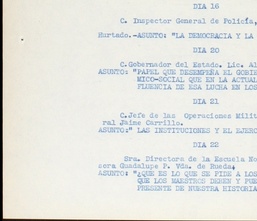 DIA 16
C. Inspector General de Policía,
Hurtado.-ASUNTO: "LA DEMOCRACIA Y LA
DIA 20
C.Gobernador del Estado. Lic. Al
ASUNTO: "PAPEL QUE DESEMPEÑA EL GOBIE
MICO-SOCIAL QUE EN LA ACTUAL
FLUENCIA DE ESA LUCHA EN LOS
DIA 21
C.Jefe de las Operaciones Milit
ral Jaime Carrillo.
ASUNTO:" LAS INSTITUCIONES Y EL EJERC
DIA 22
Sra. Directora de la Escuela No
sora Guadalupe F. Vda. de Rueda;
ASUNTO: "¿QUE ES LO QUE SE PIDE A LOS
QUE LOS MAESTROS DEBEN Y PUE
PRESENTE DE NUESTRA HISTORIA